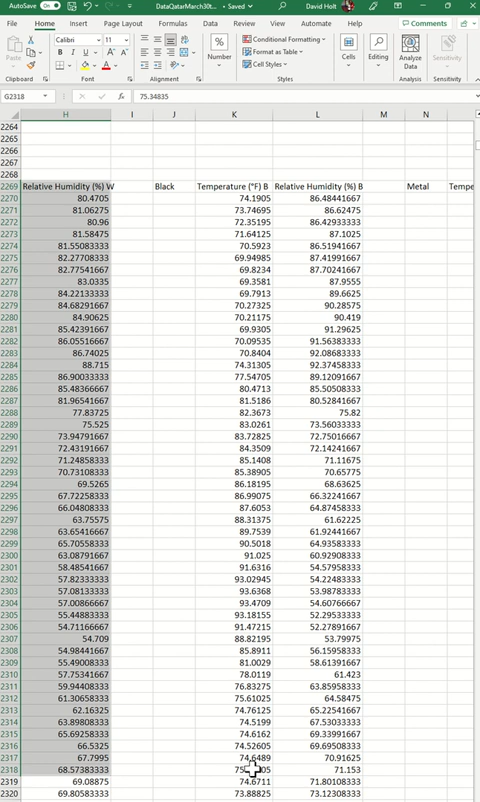 AutoSave Off DataQatarMarch30t... • Saved David Holt
File Home Insert Page Layout Formulas Data Review View Automate Help Acrobat Comments
Paste Calibri 11 Number Conditional Formatting Format as Table Cell Styles Cells Editing Analyze Data Sensitivity
Clipboard Font Alignment Styles Analysis Sensitivity
G2318 fx 75.34835
H I J K L M N
2264
2265
2266
2267
2268
2269 Relative Humidity (%) W Black Temperature (°F) B Relative Humidity (%) B Metal Tempe
2270 80.4705 74.1905 86.48441667
2271 81.06275 73.74695 86.62475
2272 80.96 72.35195 86.42933333
2273 81.58475 71.64125 87.1025
2274 81.55083333 70.5923 86.51941667
2275 82.27708333 69.94985 87.41991667
2276 82.77541667 69.8234 87.70241667
2277 83.0335 69.3581 87.9555
2278 84.22133333 69.7913 89.6625
2279 84.68291667 70.27325 90.28575
2280 84.90625 70.21175 90.419
2281 85.42391667 69.9305 91.29625
2282 86.05516667 70.09535 91.56383333
2283 86.74025 70.8404 92.08683333
2284 88.715 74.31305 92.37458333
2285 86.90033333 77.54705 89.12091667
2286 85.48366667 80.4713 85.50508333
2287 81.96541667 81.5186 80.52841667
2288 77.83725 82.3673 75.82
2289 75.525 83.0261 73.56033333
2290 73.94791667 83.72825 72.75016667
2291 72.43191667 84.3509 72.14241667
2292 71.24858333 85.1408 71.11675
2293 70.73108333 85.38905 70.65775
2294 69.5265 86.18195 68.63625
2295 67.72258333 86.99075 66.32241667
2296 66.04808333 87.6053 64.87458333
2297 63.75575 88.31375 61.62225
2298 63.65416667 89.7539 61.92441667
2299 65.70558333 90.5018 64.93583333
2300 63.08791667 91.025 60.92908333
2301 58.48541667 91.6316 54.57958333
2302 57.82333333 93.02945 54.22483333
2303 57.08133333 93.6368 53.98783333
2304 57.00866667 93.4709 54.60766667
2305 55.44883333 93.18155 52.29533333
2306 54.71166667 91.47215 52.27891667
2307 54.709 88.82195 53.79975
2308 54.98441667 85.8911 56.15958333
2309 55.49008333 81.0029 58.61391667
2310 57.75341667 78.0119 61.423
2311 59.94408333 76.83275 63.85958333
2312 61.30658333 75.61025 64.58475
2313 62.16325 74.76125 65.22541667
2314 63.89808333 74.5199 67.53033333
2315 65.69258333 74.6162 69.33991667
2316 66.5325 74.52605 69.69508333
2317 67.7995 74.6489 70.91625
2318 68.57383333 71.153
2319 69.08875 74.6711 71.80108333
2320 69.80583333 73.88825 73.12308333